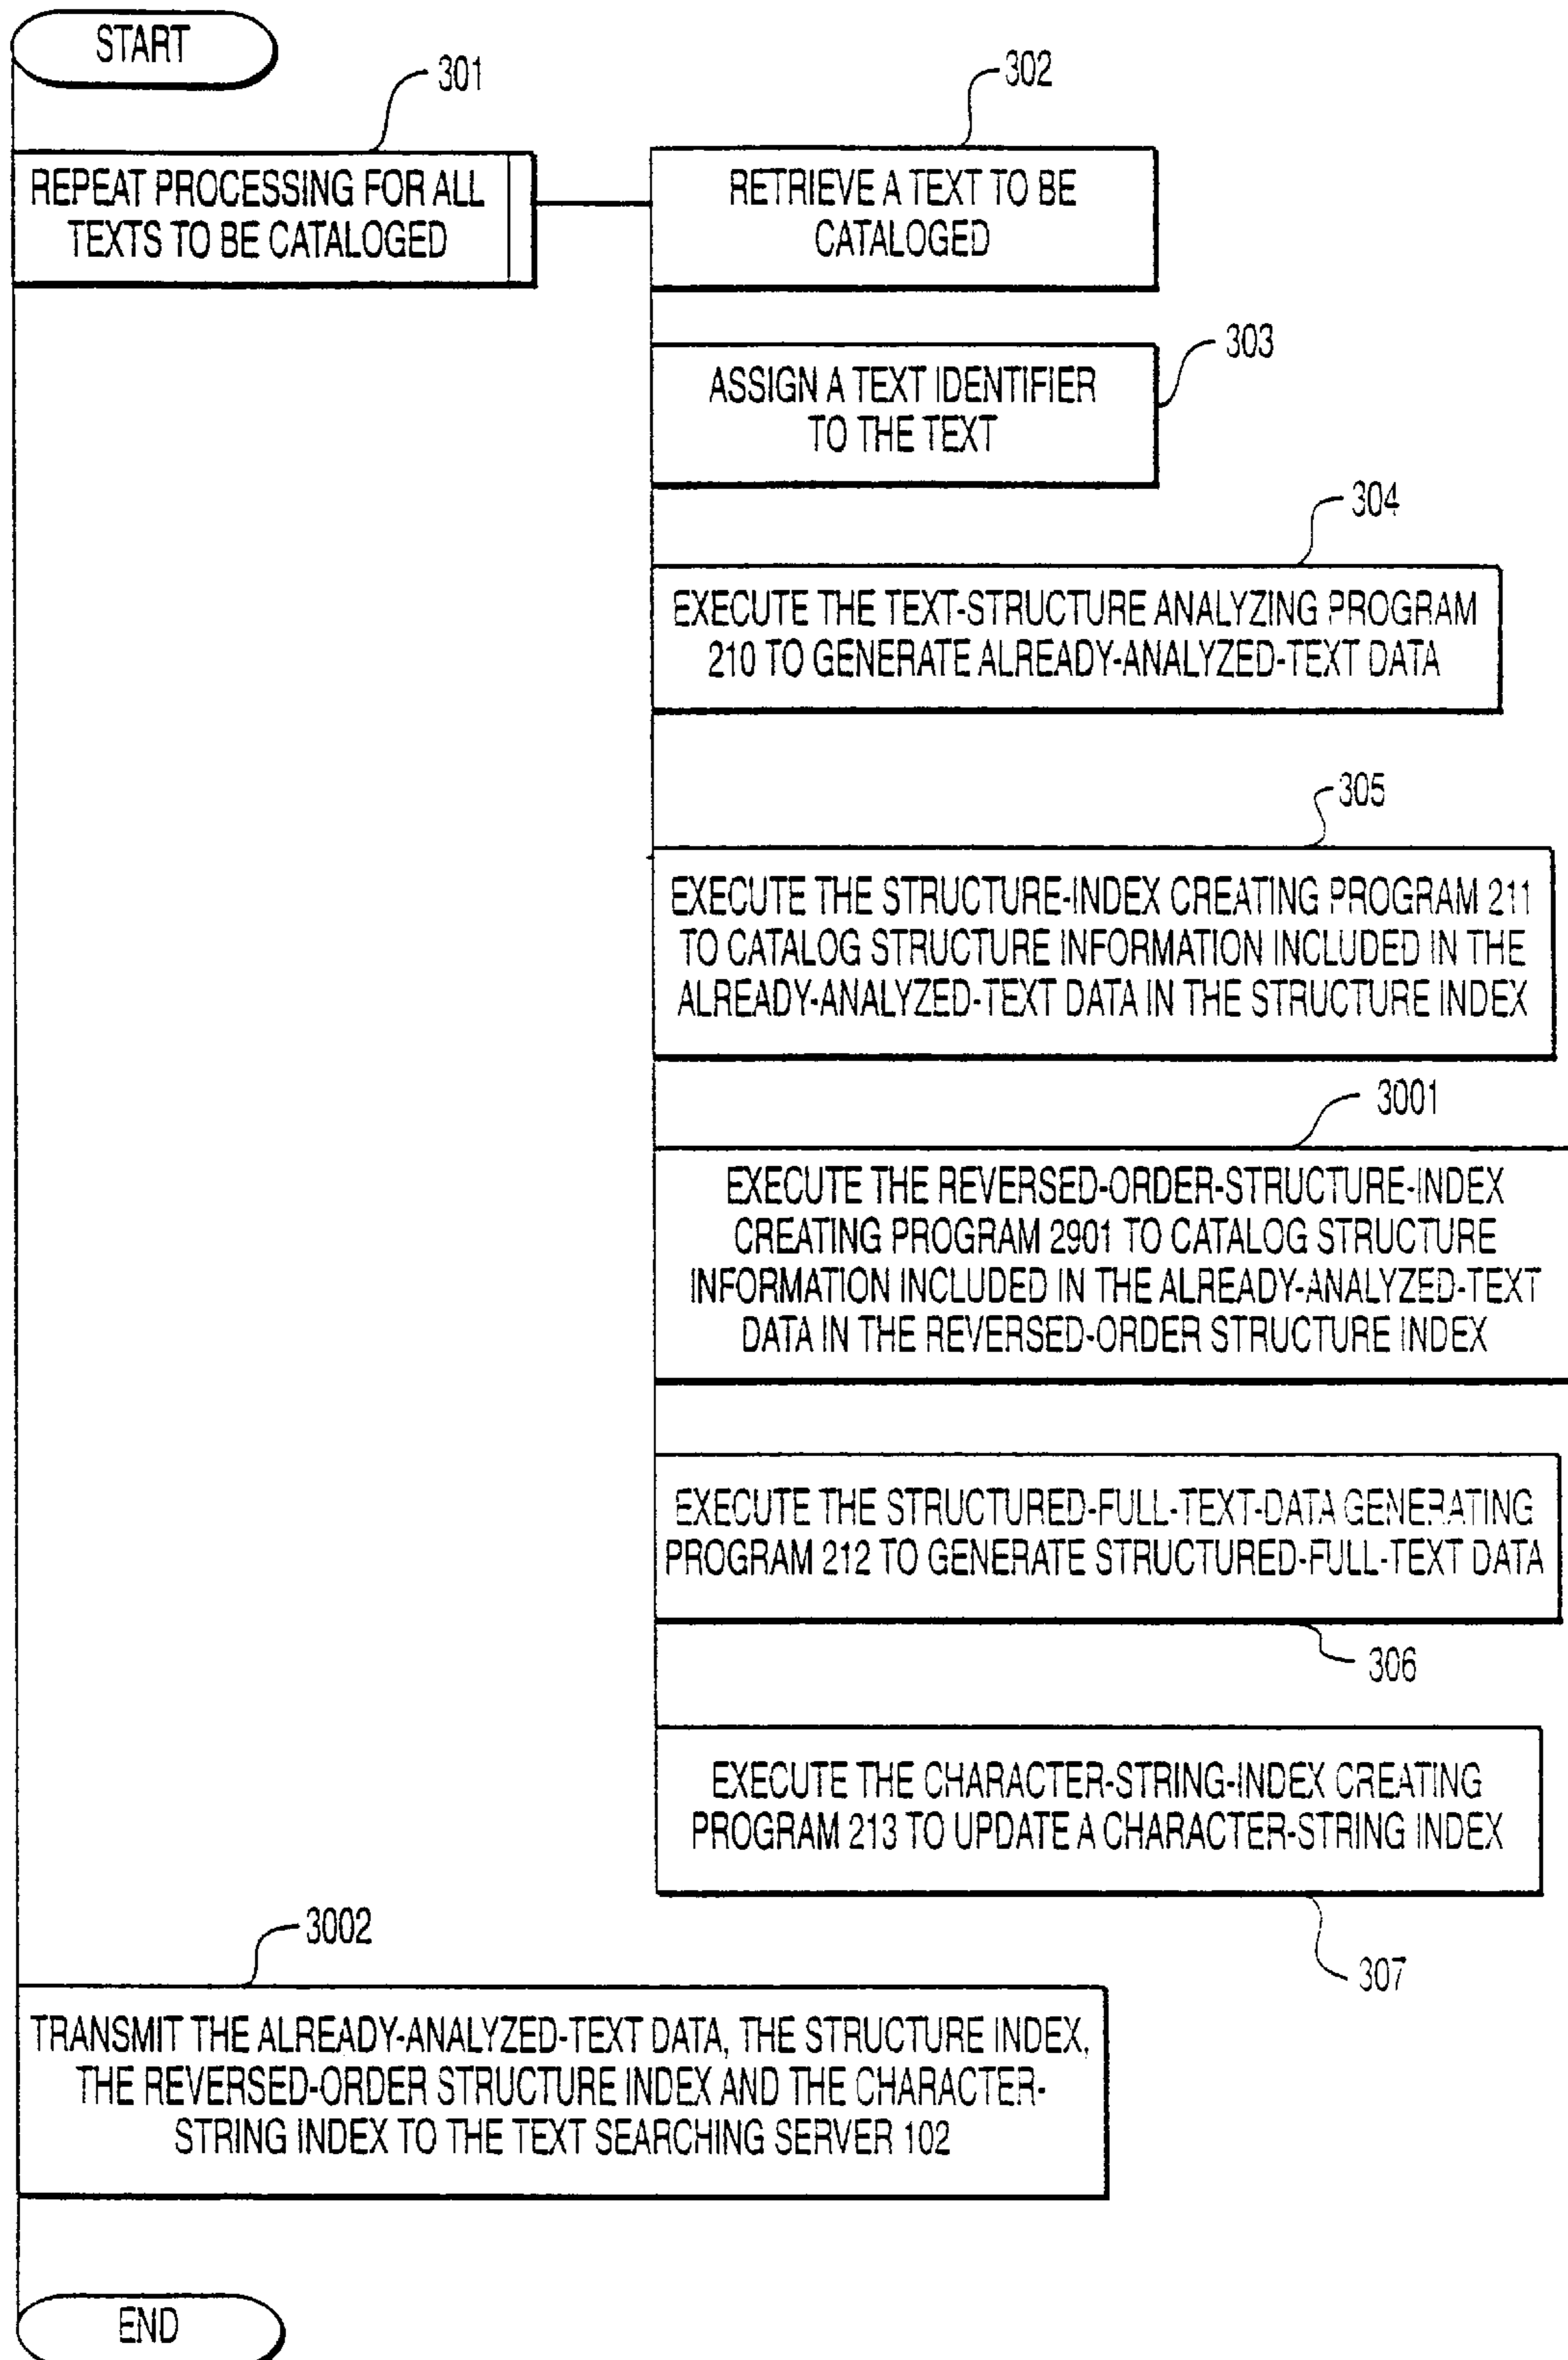 START
301
REPEAT PROCESSING FOR ALL
TEXTS TO BE CATALOGED
302
RETRIEVE A TEXT TO BE
CATALOGED
303
ASSIGN A TEXT IDENTIFIER
TO THE TEXT
304
EXECUTE THE TEXT-STRUCTURE ANALYZING PROGRAM
210 TO GENERATE ALREADY-ANALYZED-TEXT DATA
305
EXECUTE THE STRUCTURE-INDEX CREATING PROGRAM 211
TO CATALOG STRUCTURE INFORMATION INCLUDED IN THE
ALREADY-ANALYZED-TEXT DATA IN THE STRUCTURE INDEX
3001
EXECUTE THE REVERSED-ORDER-STRUCTURE-INDEX
CREATING PROGRAM 2901 TO CATALOG STRUCTURE
INFORMATION INCLUDED IN THE ALREADY-ANALYZED-TEXT
DATA IN THE REVERSED-ORDER STRUCTURE INDEX
EXECUTE THE STRUCTURED-FULL-TEXT-DATA GENERATING
PROGRAM 212 TO GENERATE STRUCTURED-FULL-TEXT DATA
306
EXECUTE THE CHARACTER-STRING-INDEX CREATING
PROGRAM 213 TO UPDATE A CHARACTER-STRING INDEX
307
3002
TRANSMIT THE ALREADY-ANALYZED-TEXT DATA, THE STRUCTURE INDEX,
THE REVERSED-ORDER STRUCTURE INDEX AND THE CHARACTER-
STRING INDEX TO THE TEXT SEARCHING SERVER 102
END